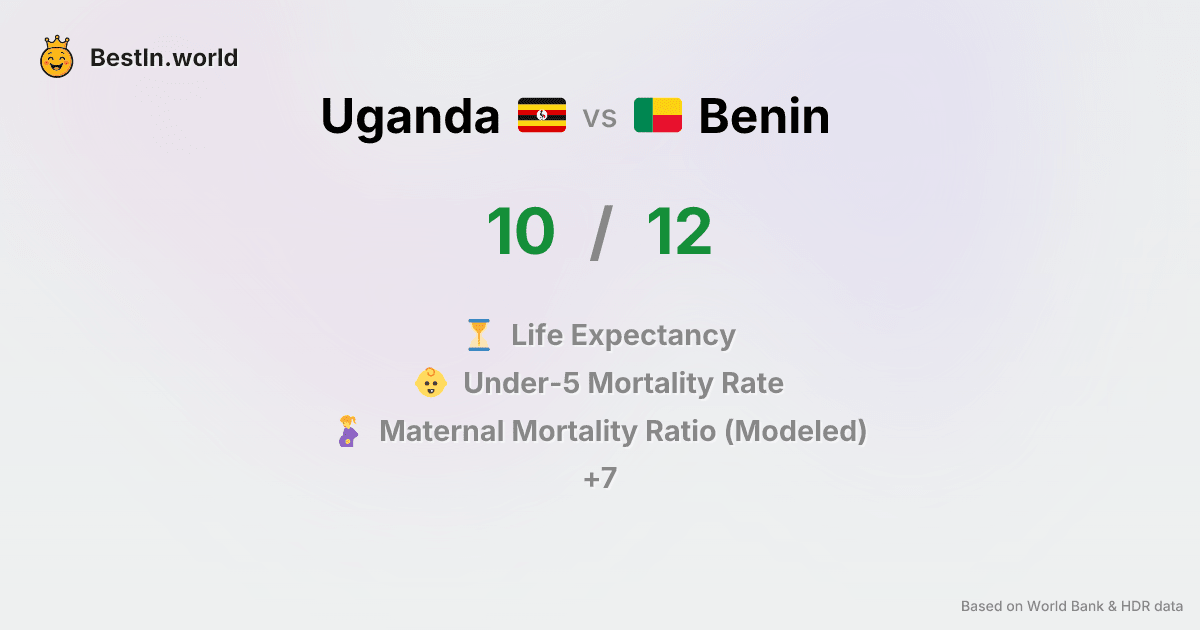 BestIn.world
Uganda vs Benin
10 / 12
Life Expectancy
Under-5 Mortality Rate
Maternal Mortality Ratio (Modeled)
+7
Based on World Bank & HDR data